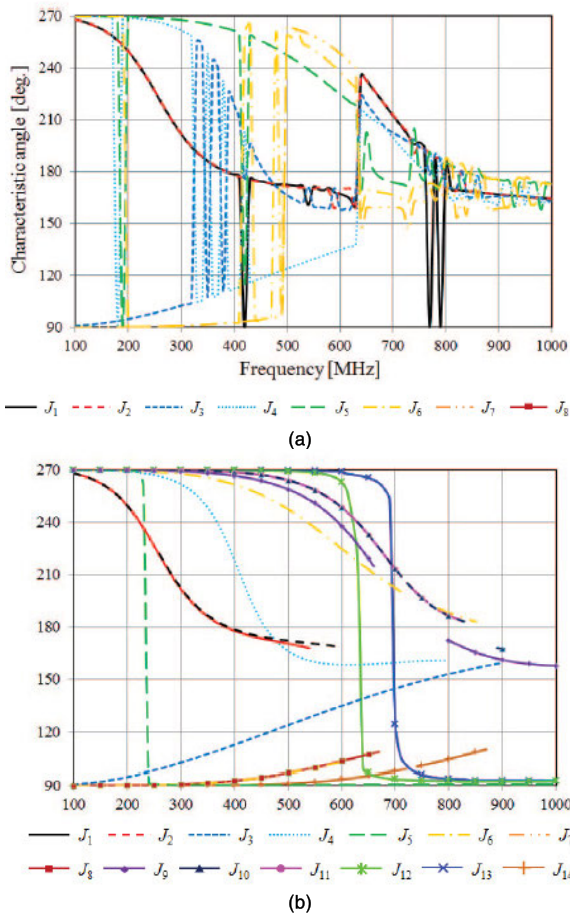 270
240
210
180
150
120
90
Characteristic angle [deg.]
100 200 300 400 500 600 700 800 900 1000
Frequency [MHz]
J1 J2 J3 J4 J5 J6 J7 J8
(a)
270
240
210
180
150
120
90
100 200 300 400 500 600 700 800 900 1000
J1 J2 J3 J4 J5 J6
J8 J9 J10 J11 J12 J13 J14
(b)